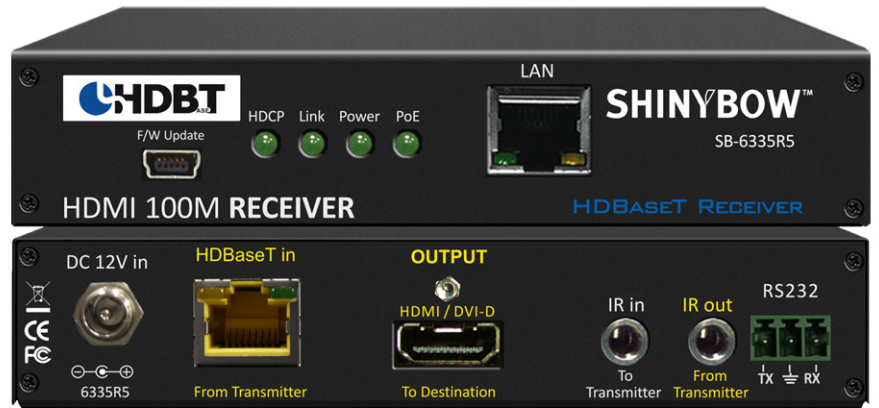 HDBT
BASE
F/W Update
HDCP Link Power PoE
LAN
SHINYBOW™
SB-6335R5
HDMI 100M RECEIVER
HDBaseT Receiver
DC 12V in
HDBaseT in
OUTPUT
HDMI / DVI-D
IR in
IR out
RS232
CE
FC
6335R5
From Transmitter
To Destination
To
Transmitter
From
Transmitter
TX RX